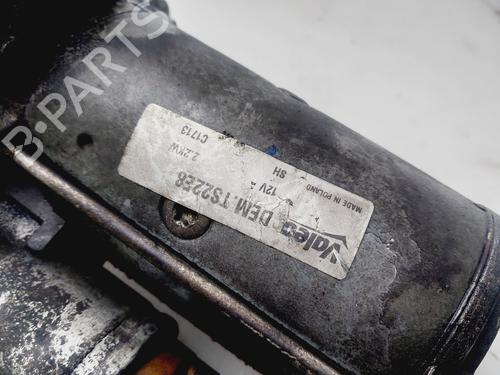 Valeo DEM TS22E8
12V SH
2.2KW
MADE IN POLAND
C1713
B-PARTS